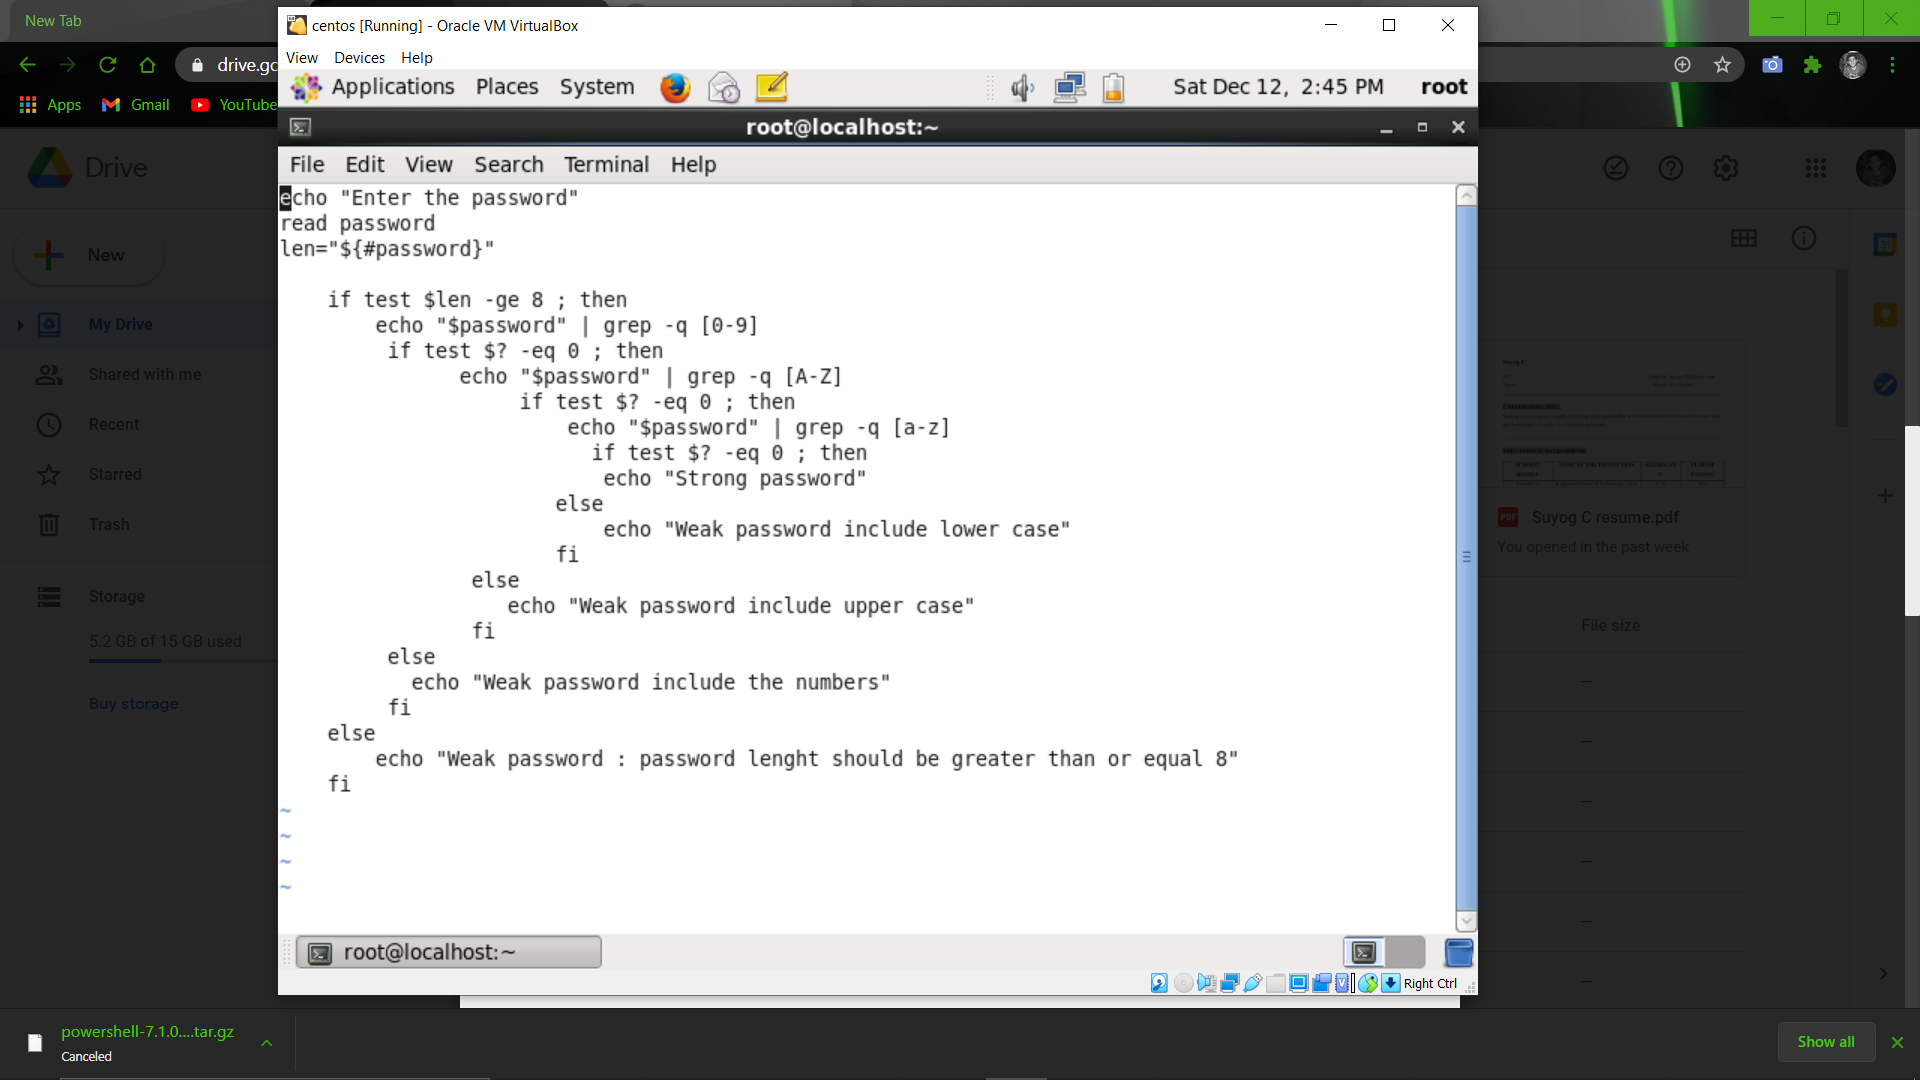 New Tab
centos [Running] - Oracle VM VirtualBox
View Devices Help
drive.gc
Applications Places System
Sat Dec 12, 2:45 PM root
Apps Gmail YouTube
root@localhost:~
File Edit View Search Terminal Help
Drive
New
My Drive
Shared with me
Recent
Starred
Trash
Storage
5.2 GB of 15 GB used
Buy storage
echo "Enter the password"
read password
len="${#password}"
if test $len -ge 8 ; then
echo "$password" | grep -q [0-9]
if test $? -eq 0 ; then
echo "$password" | grep -q [A-Z]
if test $? -eq 0 ; then
echo "$password" | grep -q [a-z]
if test $? -eq 0 ; then
echo "Strong password"
else
echo "Weak password include lower case"
fi
else
echo "Weak password include upper case"
fi
else
echo "Weak password include the numbers"
fi
else
echo "Weak password : password lenght should be greater than or equal 8"
fi
~
~
~
~
31
PDF Suyog C resume.pdf
You opened in the past week
File size
root@localhost:~
Right Ctrl
powershell-7.1.0....tar.gz
Canceled
Show all